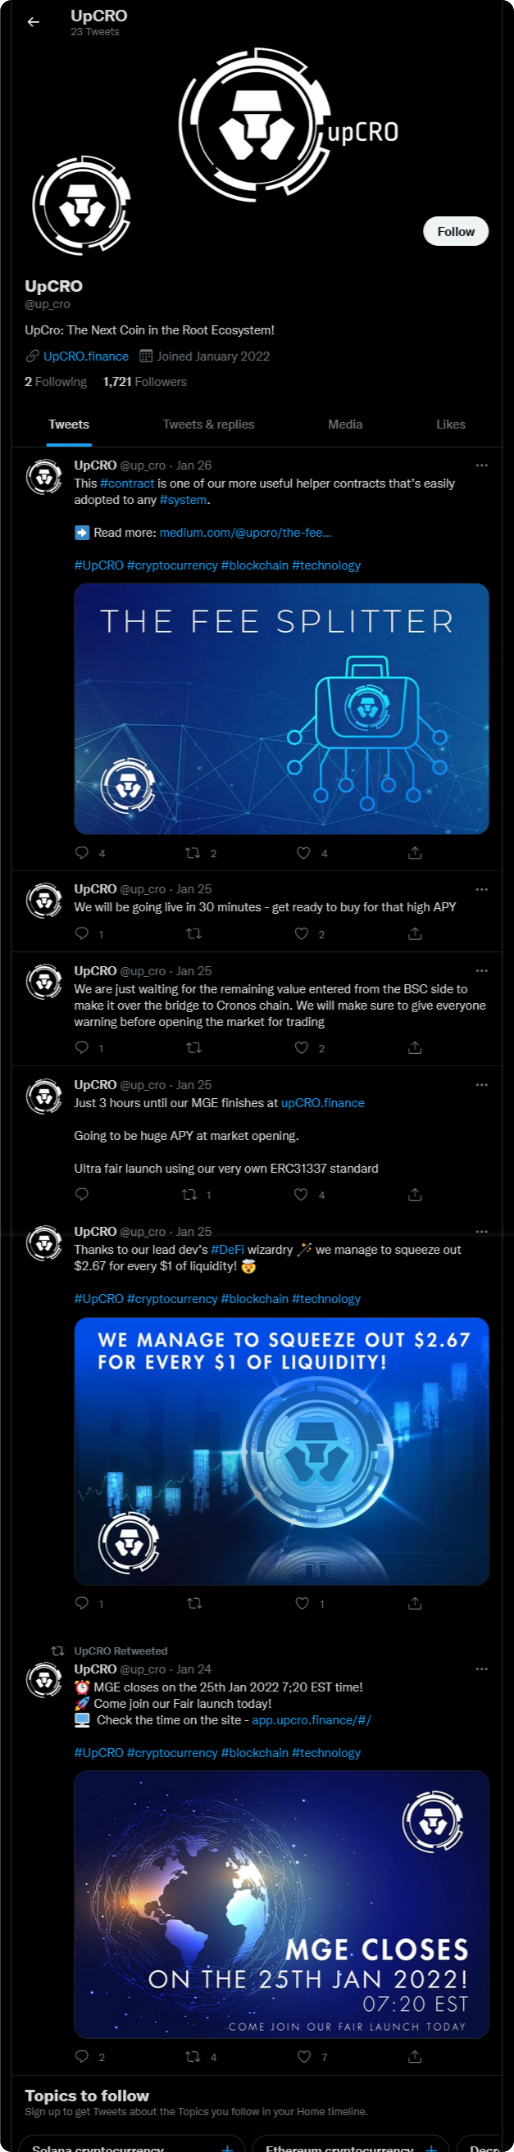 UpCRO
23 Tweets
upCRO
Follow
UpCRO
@up_cro
UpCro: The Next Coin in the Root Ecosystem!
UpCRO.finance Joined January 2022
2 Following 1,721 Followers
Tweets Tweets & replies Media Likes
UpCRO @up_cro · Jan 26
This #contract is one of our more useful helper contracts that's easily
adopted to any #system.
➡️ Read more: medium.com/@upcro/the-fee...
#UpCRO #cryptocurrency #blockchain #technology
THE FEE SPLITTER
4 2 4
UpCRO @up_cro · Jan 25
We will be going live in 30 minutes - get ready to buy for that high APY
1 2
UpCRO @up_cro · Jan 25
We are just waiting for the remaining value entered from the BSC side to
make it over the bridge to Cronos chain. We will make sure to give everyone
warning before opening the market for trading
1 2
UpCRO @up_cro · Jan 25
Just 3 hours until our MGE finishes at upCRO.finance
Going to be huge APY at market opening.
Ultra fair launch using our very own ERC31337 standard
1 4
UpCRO @up_cro · Jan 25
Thanks to our lead dev's #DeFI wizardry 🪄 we manage to squeeze out
$2.67 for every $1 of liquidity! 🤯
#UpCRO #cryptocurrency #blockchain #technology
WE MANAGE TO SQUEEZE OUT $2.67
FOR EVERY $1 OF LIQUIDITY!
1 1
UpCRO Retweeted
UpCRO @up_cro · Jan 24
⏰ MGE closes on the 25th Jan 2022 7;20 EST time!
🚀 Come join our Fair launch today!
🖥️ Check the time on the site - app.upcro.finance/#/
#UpCRO #cryptocurrency #blockchain #technology
MGE CLOSES
ON THE 25TH JAN 2022!
07:20 EST
COME JOIN OUR FAIR LAUNCH TODAY
2 4 7
Topics to follow
Sign up to get Tweets about the Topics you follow in your Home timeline.
Solana cryptocurrency + Ethereum cryptocurrency +